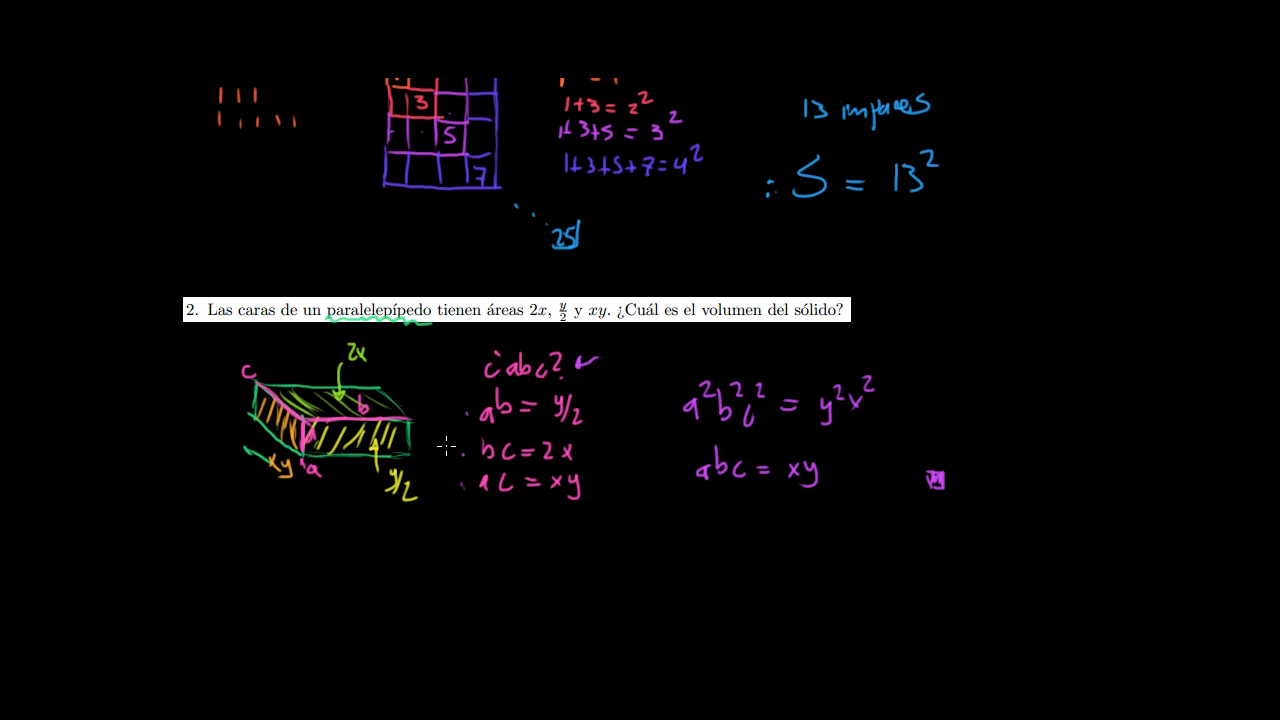 3
5
7
25
1+3=2²
1+3+5=3²
1+3+5+7=4²
13 impares
∴ S = 13²
2. Las caras de un paralelepípedo tienen áreas 2x, y/2 y xy. ¿Cuál es el volumen del sólido?
2x
c
b
a
xy
y/2
¿abc?
ab = y/2
bc = 2x
ac = xy
a²b²c² = y²x²
abc = xy